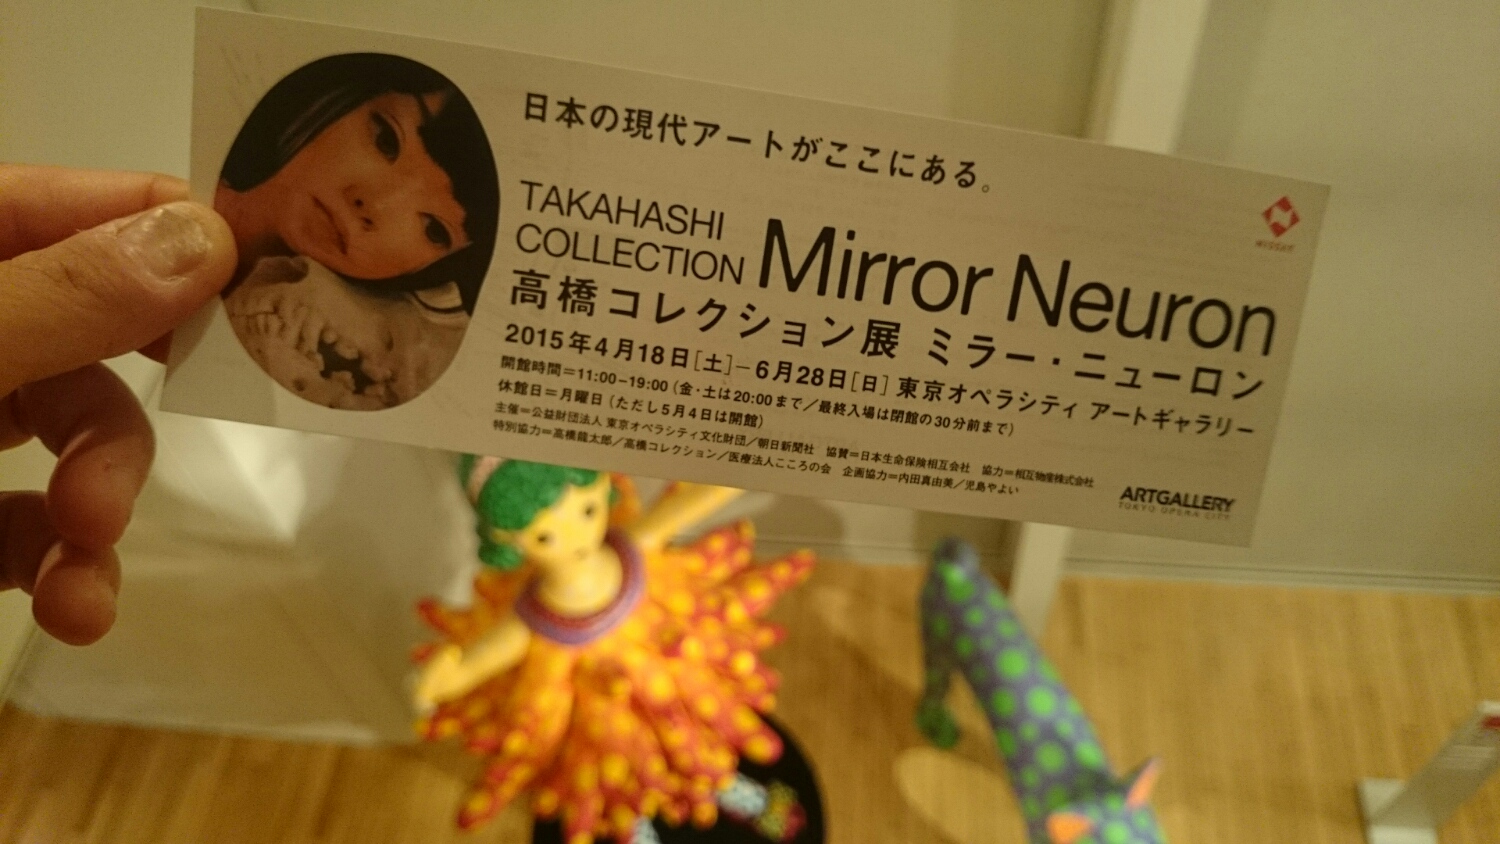 日本の現代アートがここにある。
TAKAHASHI
COLLECTION
Mirror Neuron
高橋コレクション展 ミラー・ニューロン
2015年4月18日[土]–6月28日[日] 東京オペラシティ アートギャラリー
開館時間=11:00–19:00 (金・土は20:00まで/最終入場は閉館の30分前まで)
休館日=月曜日 (ただし5月4日は開館)
主催=公益財団法人 東京オペラシティ文化財団/朝日新聞社 協賛=日本生命保険相互会社 協力=相互物産株式会社
特別協力=高橋龍太郎/高橋コレクション/医療法人こころの会 企画協力=内田真由美/児島やよい
NISSAY
ARTGALLERY
TOKYO OPERA CITY